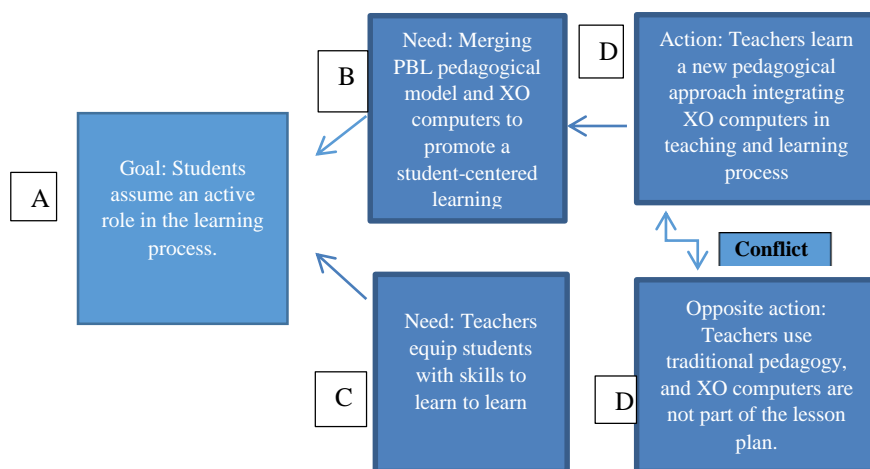 A
Goal: Students
assume an active
role in the learning
process.
B
Need: Merging
PBL pedagogical
model and XO
computers to
promote a
student-centered
learning
D
Action: Teachers learn
a new pedagogical
approach integrating
XO computers in
teaching and learning
process
Conflict
C
Need: Teachers
equip students
with skills to
learn to learn
D
Opposite action:
Teachers use
traditional pedagogy,
and XO computers are
not part of the lesson
plan.